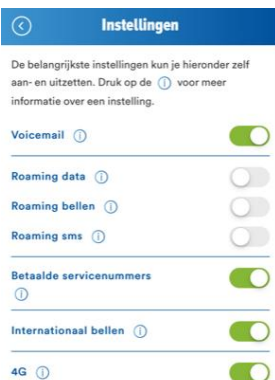 Instellingen
De belangrijkste instellingen kun je hieronder zelf
aan- en uitzetten. Druk op de ⓘ voor meer
informatie over een instelling.
Voicemail ⓘ
Roaming data ⓘ
Roaming bellen ⓘ
Roaming sms ⓘ
Betaalde servicenummers
ⓘ
Internationaal bellen ⓘ
4G ⓘ